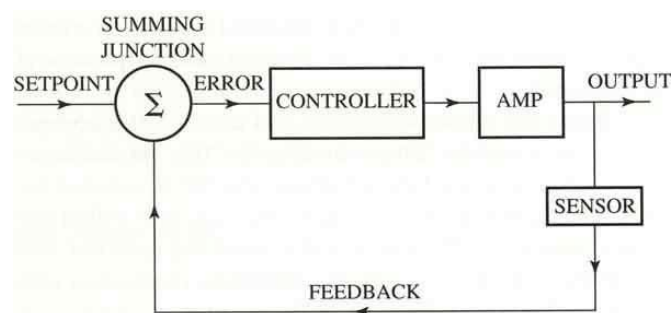 SUMMING
JUNCTION
SETPOINT
Σ
ERROR
CONTROLLER
AMP
OUTPUT
SENSOR
FEEDBACK